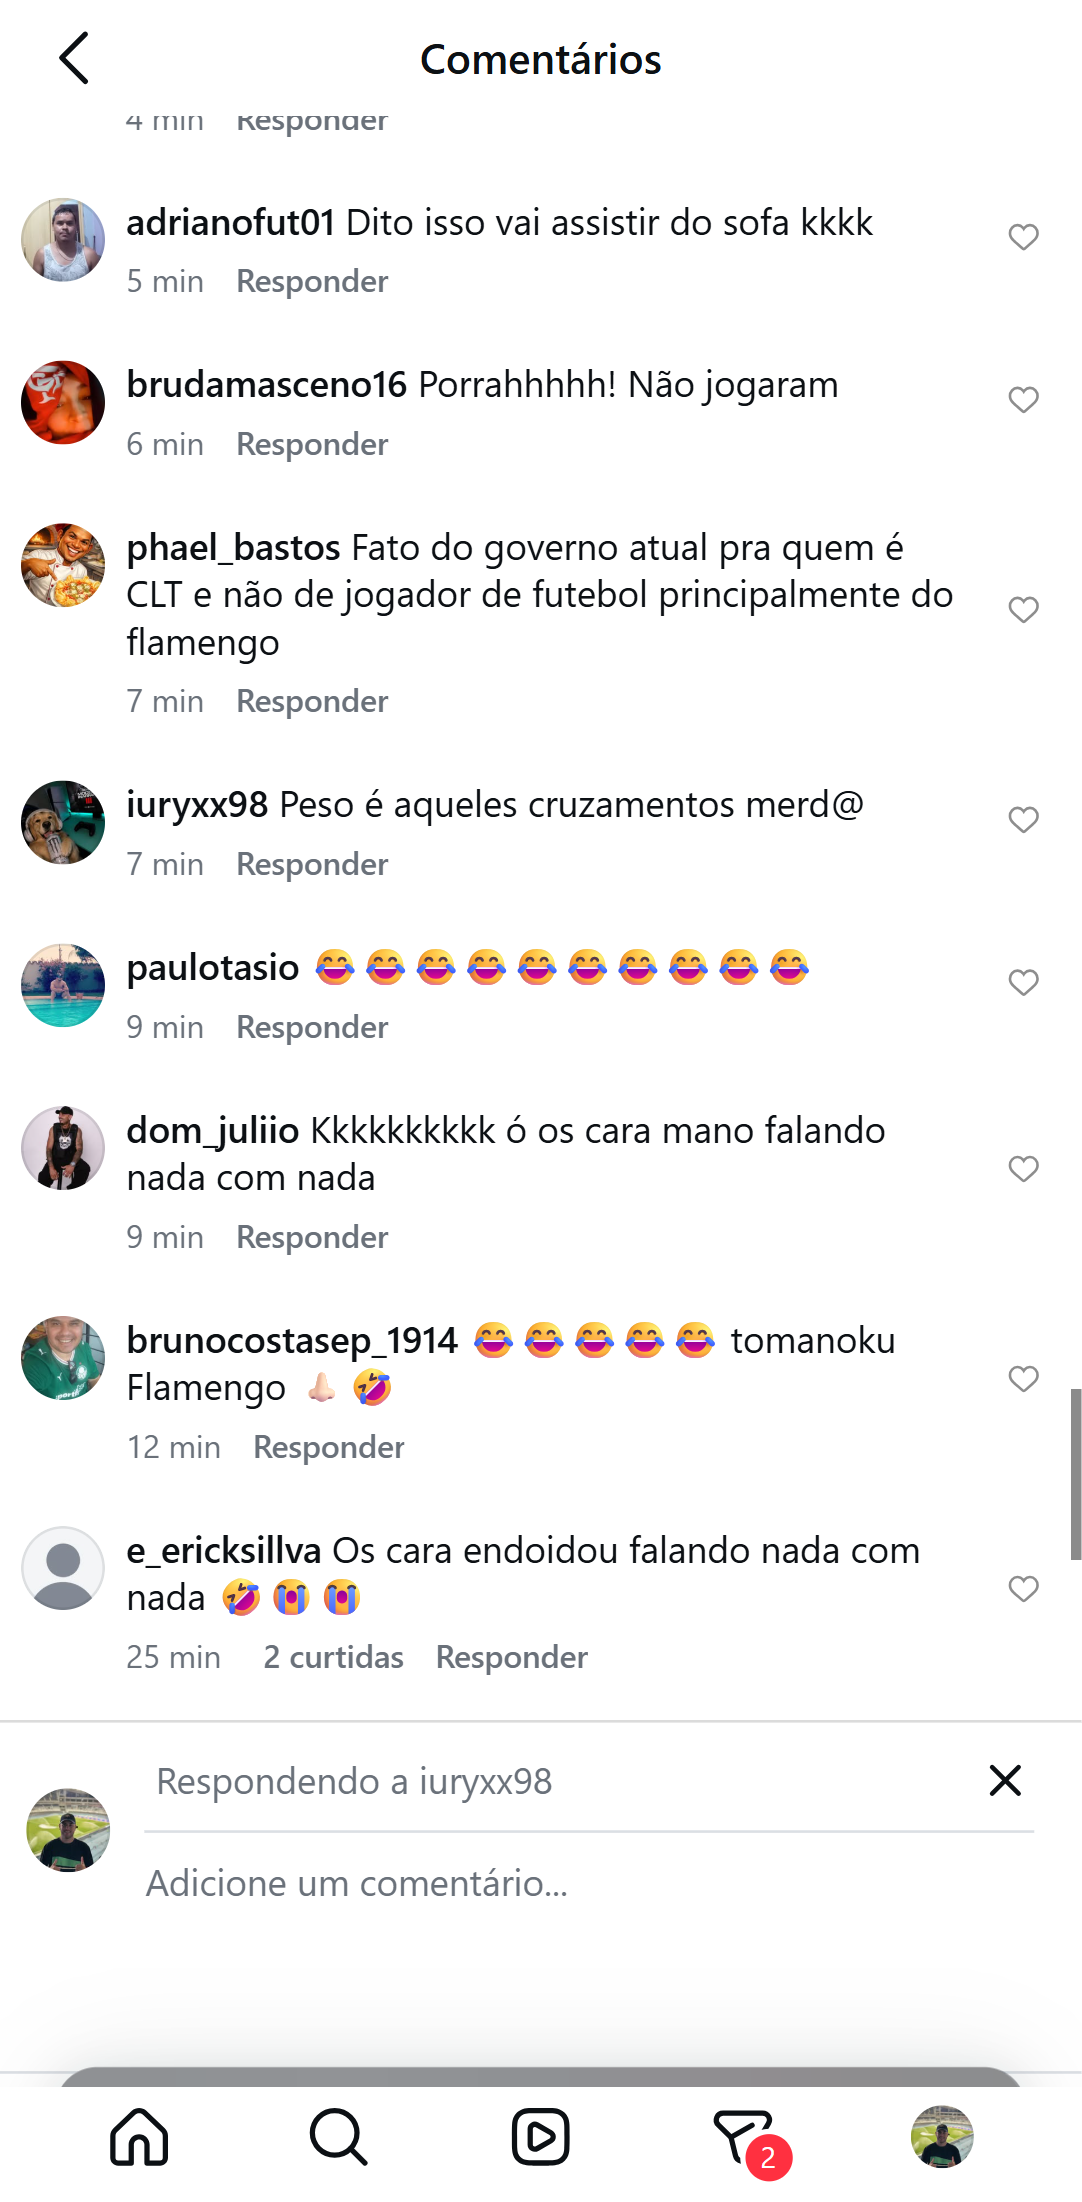 Comentários
4 min Responder
adrianofut01 Dito isso vai assistir do sofa kkkk
5 min Responder
brudamasceno16 Porrahhhhh! Não jogaram
6 min Responder
phael_bastos Fato do governo atual pra quem é
CLT e não de jogador de futebol principalmente do
flamengo
7 min Responder
iuryxx98 Peso é aqueles cruzamentos merd@
7 min Responder
paulotasio 😂😂😂😂😂😂😂😂😂😂
9 min Responder
dom_juliio Kkkkkkkkkk ó os cara mano falando
nada com nada
9 min Responder
brunocostasep_1914 😂😂😂😂😂 tomanoku
Flamengo 👃🏻🤣
12 min Responder
e_ericksillva Os cara endoidou falando nada com
nada 🤣😭😭
25 min 2 curtidas Responder
Respondendo a iuryxx98
Adicione um comentário...
2